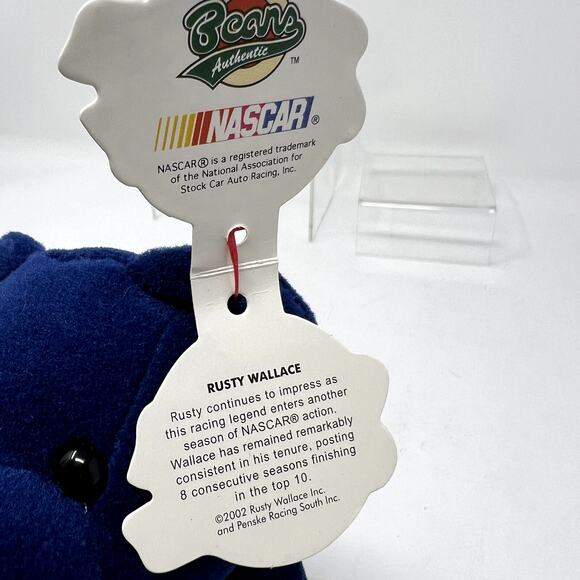 Beans
Authentic
™
NASCAR®
NASCAR® is a registered trademark
of the National Association for
Stock Car Auto Racing, Inc.
RUSTY WALLACE
Rusty continues to impress as
this racing legend enters another
season of NASCAR® action.
Wallace has remained remarkably
consistent in his tenure, posting
8 consecutive seasons finishing
in the top 10.
©2002 Rusty Wallace Inc.
and Penske Racing South Inc.